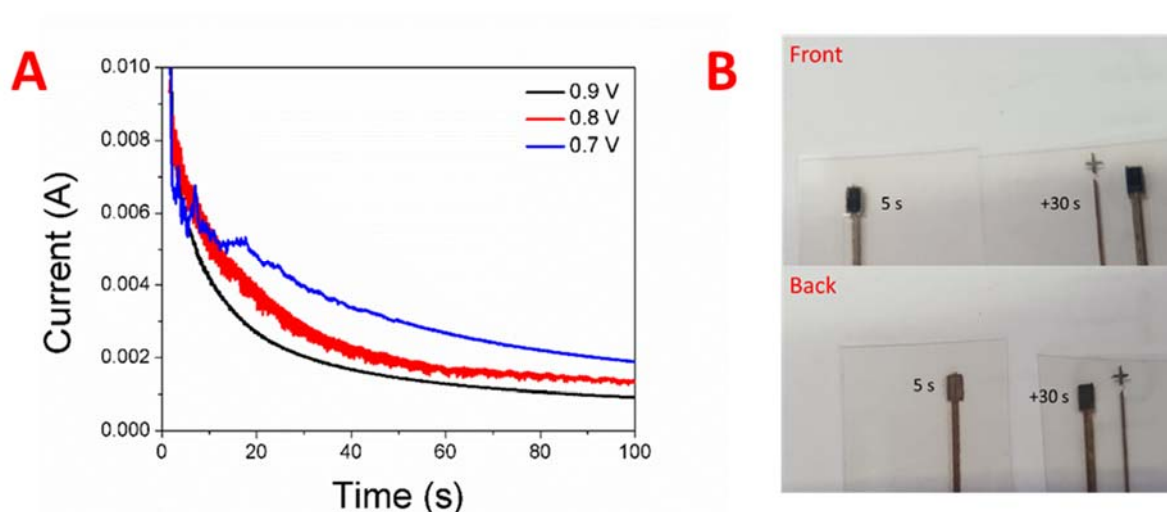 A
Current (A)
0.010
0.008
0.006
0.004
0.002
0.000
0.9 V
0.8 V
0.7 V
0
20
40
60
80
100
Time (s)
B
Front
5 s
+30 s
Back
5 s
+30 s